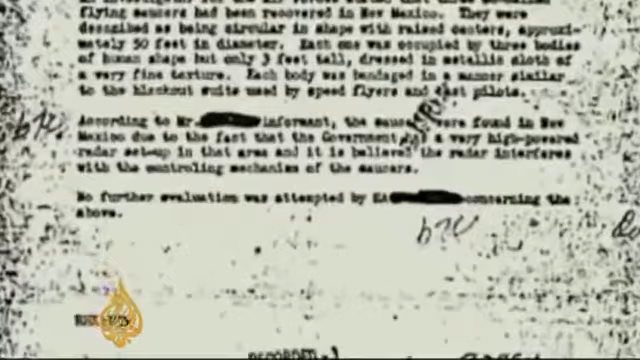 flying saucers had been recovered in New Mexico. They were
described as being circular in shape with raised centers, approxi-
mately 50 feet in diameter. Each one was occupied by three bodies
of human shape but only 3 feet tall, dressed in metallic cloth of
a very fine texture. Each body was bandaged in a manner similar
to the blackout suits used by speed flyers and test pilots.
According to Mr. informant, the saucers were found in New
Mexico due to the fact that the Government a very high-powered
radar set-up in that area and it is believed the radar interferes
with the controling mechanism of the saucers.
No further evaluation was attempted by SA concerning the
above.
b7C
b7C
RECORDED